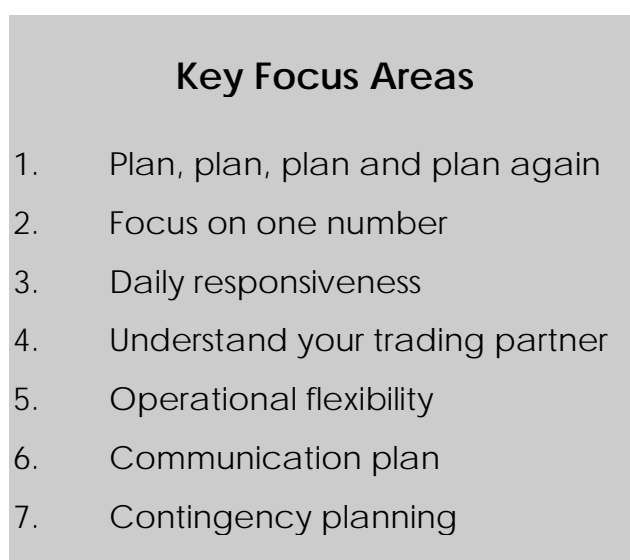 Key Focus Areas
1. Plan, plan, plan and plan again
2. Focus on one number
3. Daily responsiveness
4. Understand your trading partner
5. Operational flexibility
6. Communication plan
7. Contingency planning